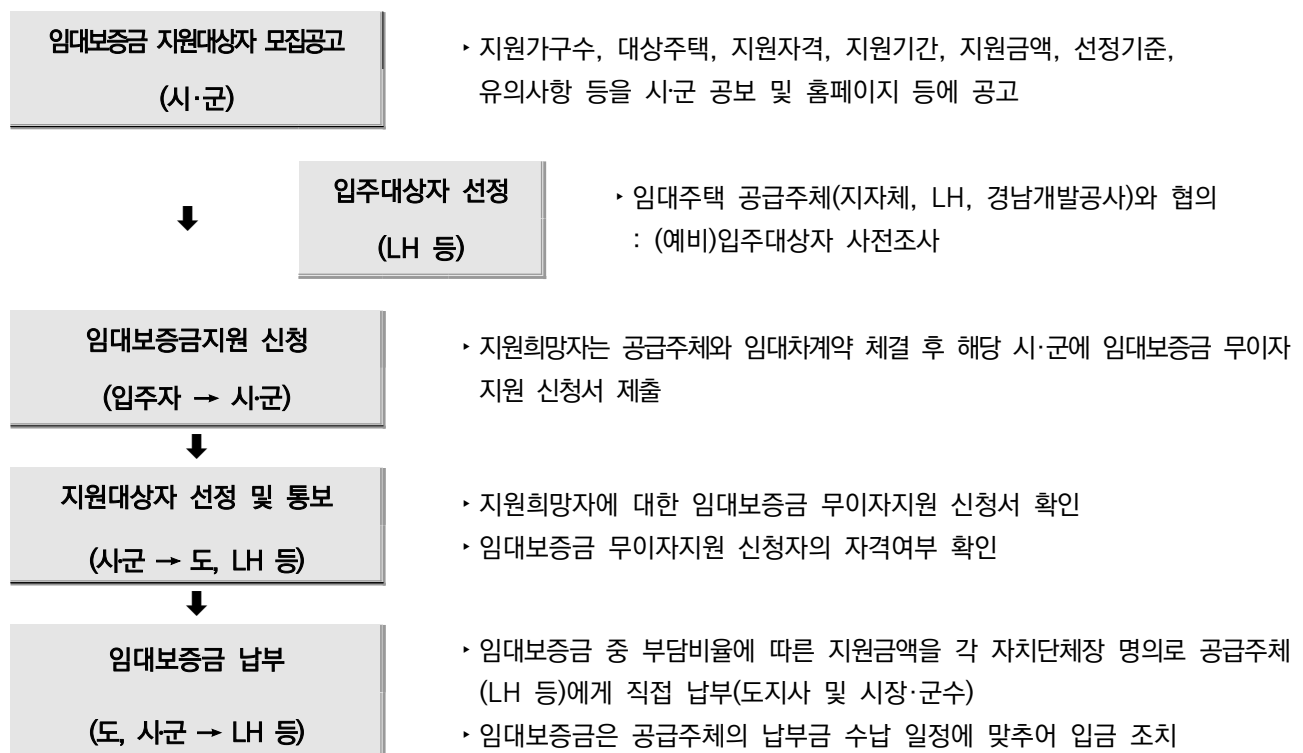 임대보증금 지원대상자 모집공고
(시·군)
‣ 지원가구수, 대상주택, 지원자격, 지원기간, 지원금액, 선정기준,
유의사항 등을 시·군 공보 및 홈페이지 등에 공고
⬇
입주대상자 선정
(LH 등)
‣ 임대주택 공급주체(지자체, LH, 경남개발공사)와 협의
: (예비)입주대상자 사전조사
임대보증금지원 신청
(입주자 → 시·군)
‣ 지원희망자는 공급주체와 임대차계약 체결 후 해당 시·군에 임대보증금 무이자
지원 신청서 제출
⬇
지원대상자 선정 및 통보
(시·군 → 도, LH 등)
‣ 지원희망자에 대한 임대보증금 무이자지원 신청서 확인
‣ 임대보증금 무이자지원 신청자의 자격여부 확인
⬇
임대보증금 납부
(도, 시·군 → LH 등)
‣ 임대보증금 중 부담비율에 따른 지원금액을 각 자치단체장 명의로 공급주체
(LH 등)에게 직접 납부(도지사 및 시장·군수)
‣ 임대보증금은 공급주체의 납부금 수납 일정에 맞추어 입금 조치